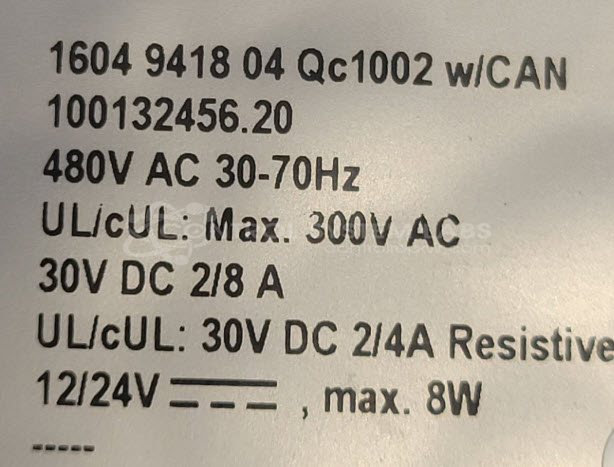 1604 9418 04 Qc1002 w/CAN
100132456.20
480V AC 30-70Hz
UL/cUL: Max. 300V AC
30V DC 2/8 A
UL/cUL: 30V DC 2/4A Resistive
12/24V ⎓ , max. 8W
-----